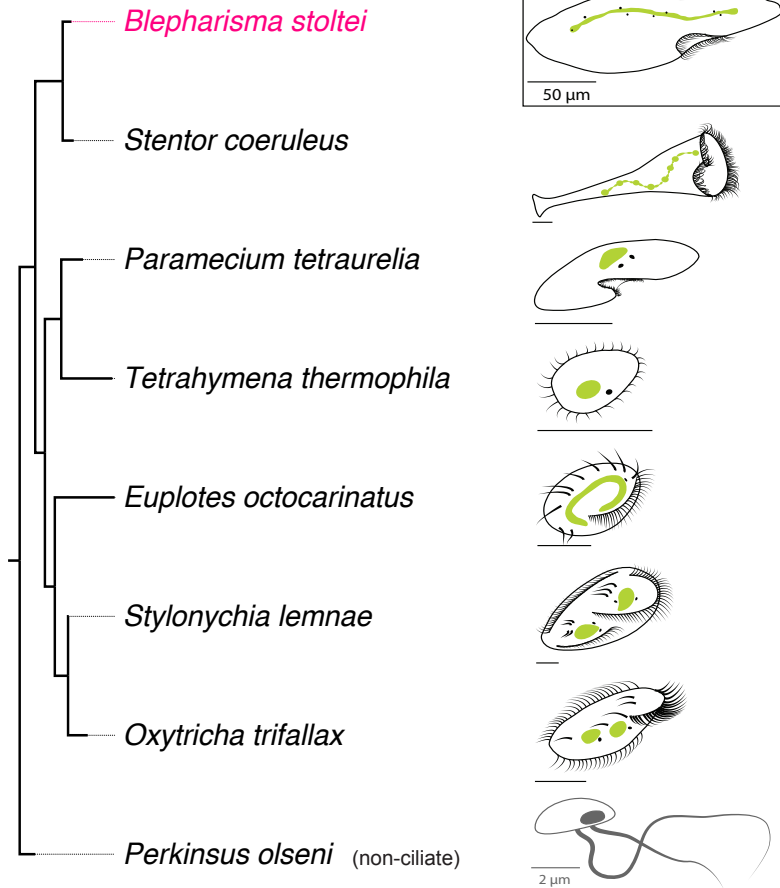 Blepharisma stoltei
50 μm
Stentor coeruleus
Paramecium tetraurelia
Tetrahymena thermophila
Euplotes octocarinatus
Stylonychia lemnae
Oxytricha trifallax
Perkinsus olseni (non-ciliate)
2 μm